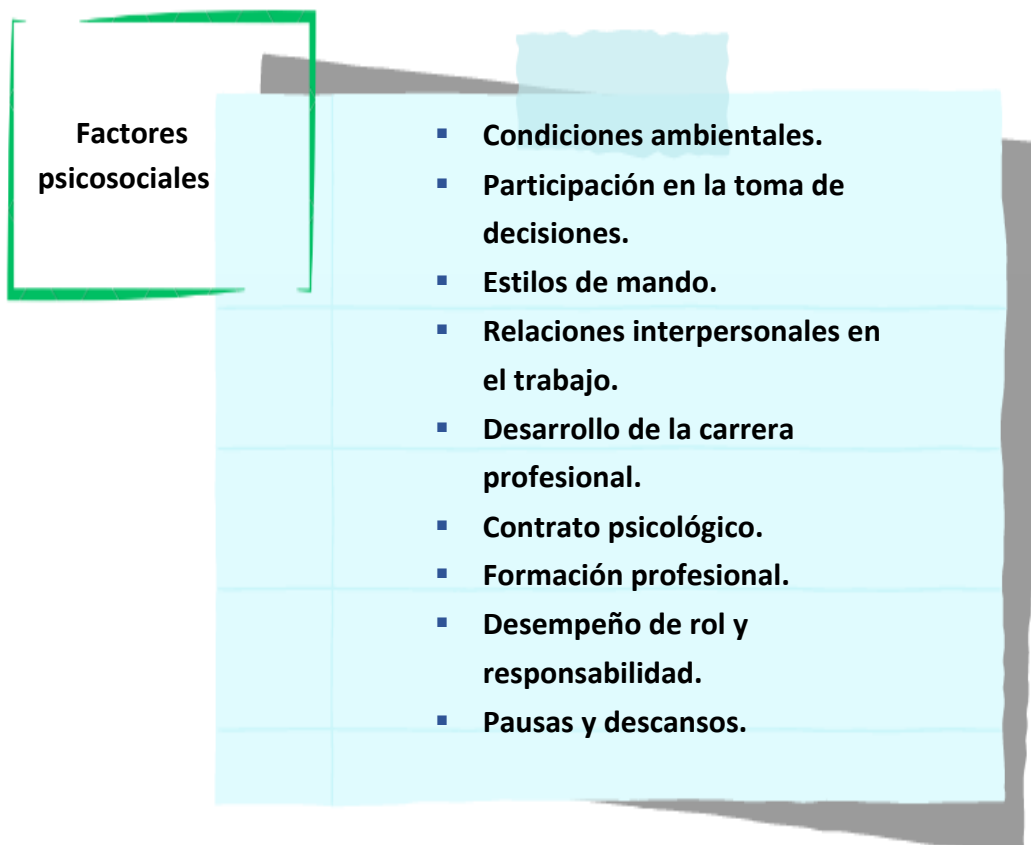 Factores
psicosociales
▪ Condiciones ambientales.
▪ Participación en la toma de
decisiones.
▪ Estilos de mando.
▪ Relaciones interpersonales en
el trabajo.
▪ Desarrollo de la carrera
profesional.
▪ Contrato psicológico.
▪ Formación profesional.
▪ Desempeño de rol y
responsabilidad.
▪ Pausas y descansos.